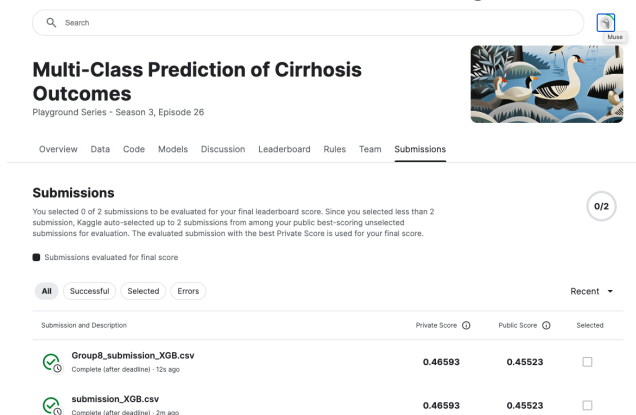 Search
Muse
Multi-Class Prediction of Cirrhosis
Outcomes
Playground Series - Season 3, Episode 26
Overview Data Code Models Discussion Leaderboard Rules Team Submissions
Submissions
0/2
You selected 0 of 2 submissions to be evaluated for your final leaderboard score. Since you selected less than 2
submission, Kaggle auto-selected up to 2 submissions from among your public best-scoring unselected
submissions for evaluation. The evaluated submission with the best Private Score is used for your final score.
Submissions evaluated for final score
All Successful Selected Errors Recent
Submission and Description Private Score Public Score Selected
Group8_submission_XGB.csv
Complete (after deadline) · 12s ago
0.46593 0.45523
submission_XGB.csv
Complete (after deadline) · 2m ago
0.46593 0.45523